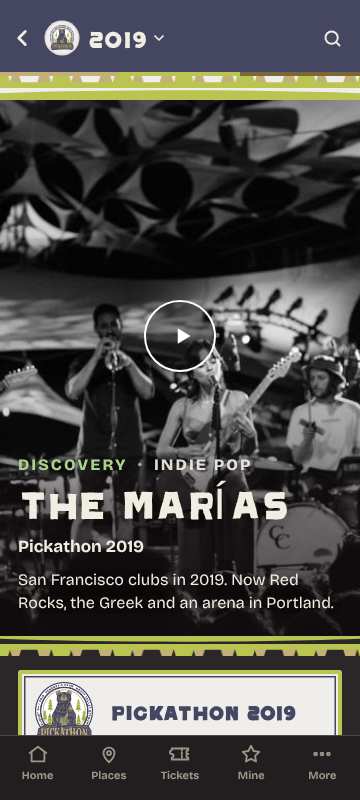 2019
DISCOVERY • INDIE POP
THE MARÍAS
Pickathon 2019
San Francisco clubs in 2019. Now Red
Rocks, the Greek and an arena in Portland.
PICKATHON
PICKATHON 2019
Home
Places
Tickets
Mine
More